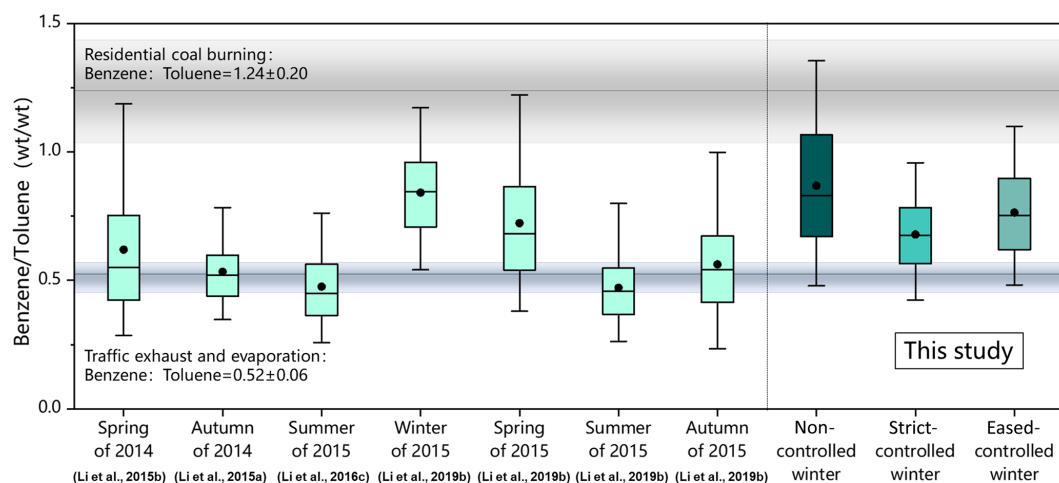 Benzene/Toluene (wt/wt)
1.5
1.0
0.5
0.0
Residential coal burning:
Benzene: Toluene=1.24±0.20
Traffic exhaust and evaporation:
Benzene: Toluene=0.52±0.06
This study
Spring
of 2014
(Li et al., 2015b)
Autumn
of 2014
(Li et al., 2015a)
Summer
of 2015
(Li et al., 2016c)
Winter
of 2015
(Li et al., 2019b)
Spring
of 2015
(Li et al., 2019b)
Summer
of 2015
(Li et al., 2019b)
Autumn
of 2015
(Li et al., 2019b)
Non-
controlled
winter
Strict-
controlled
winter
Eased-
controlled
winter